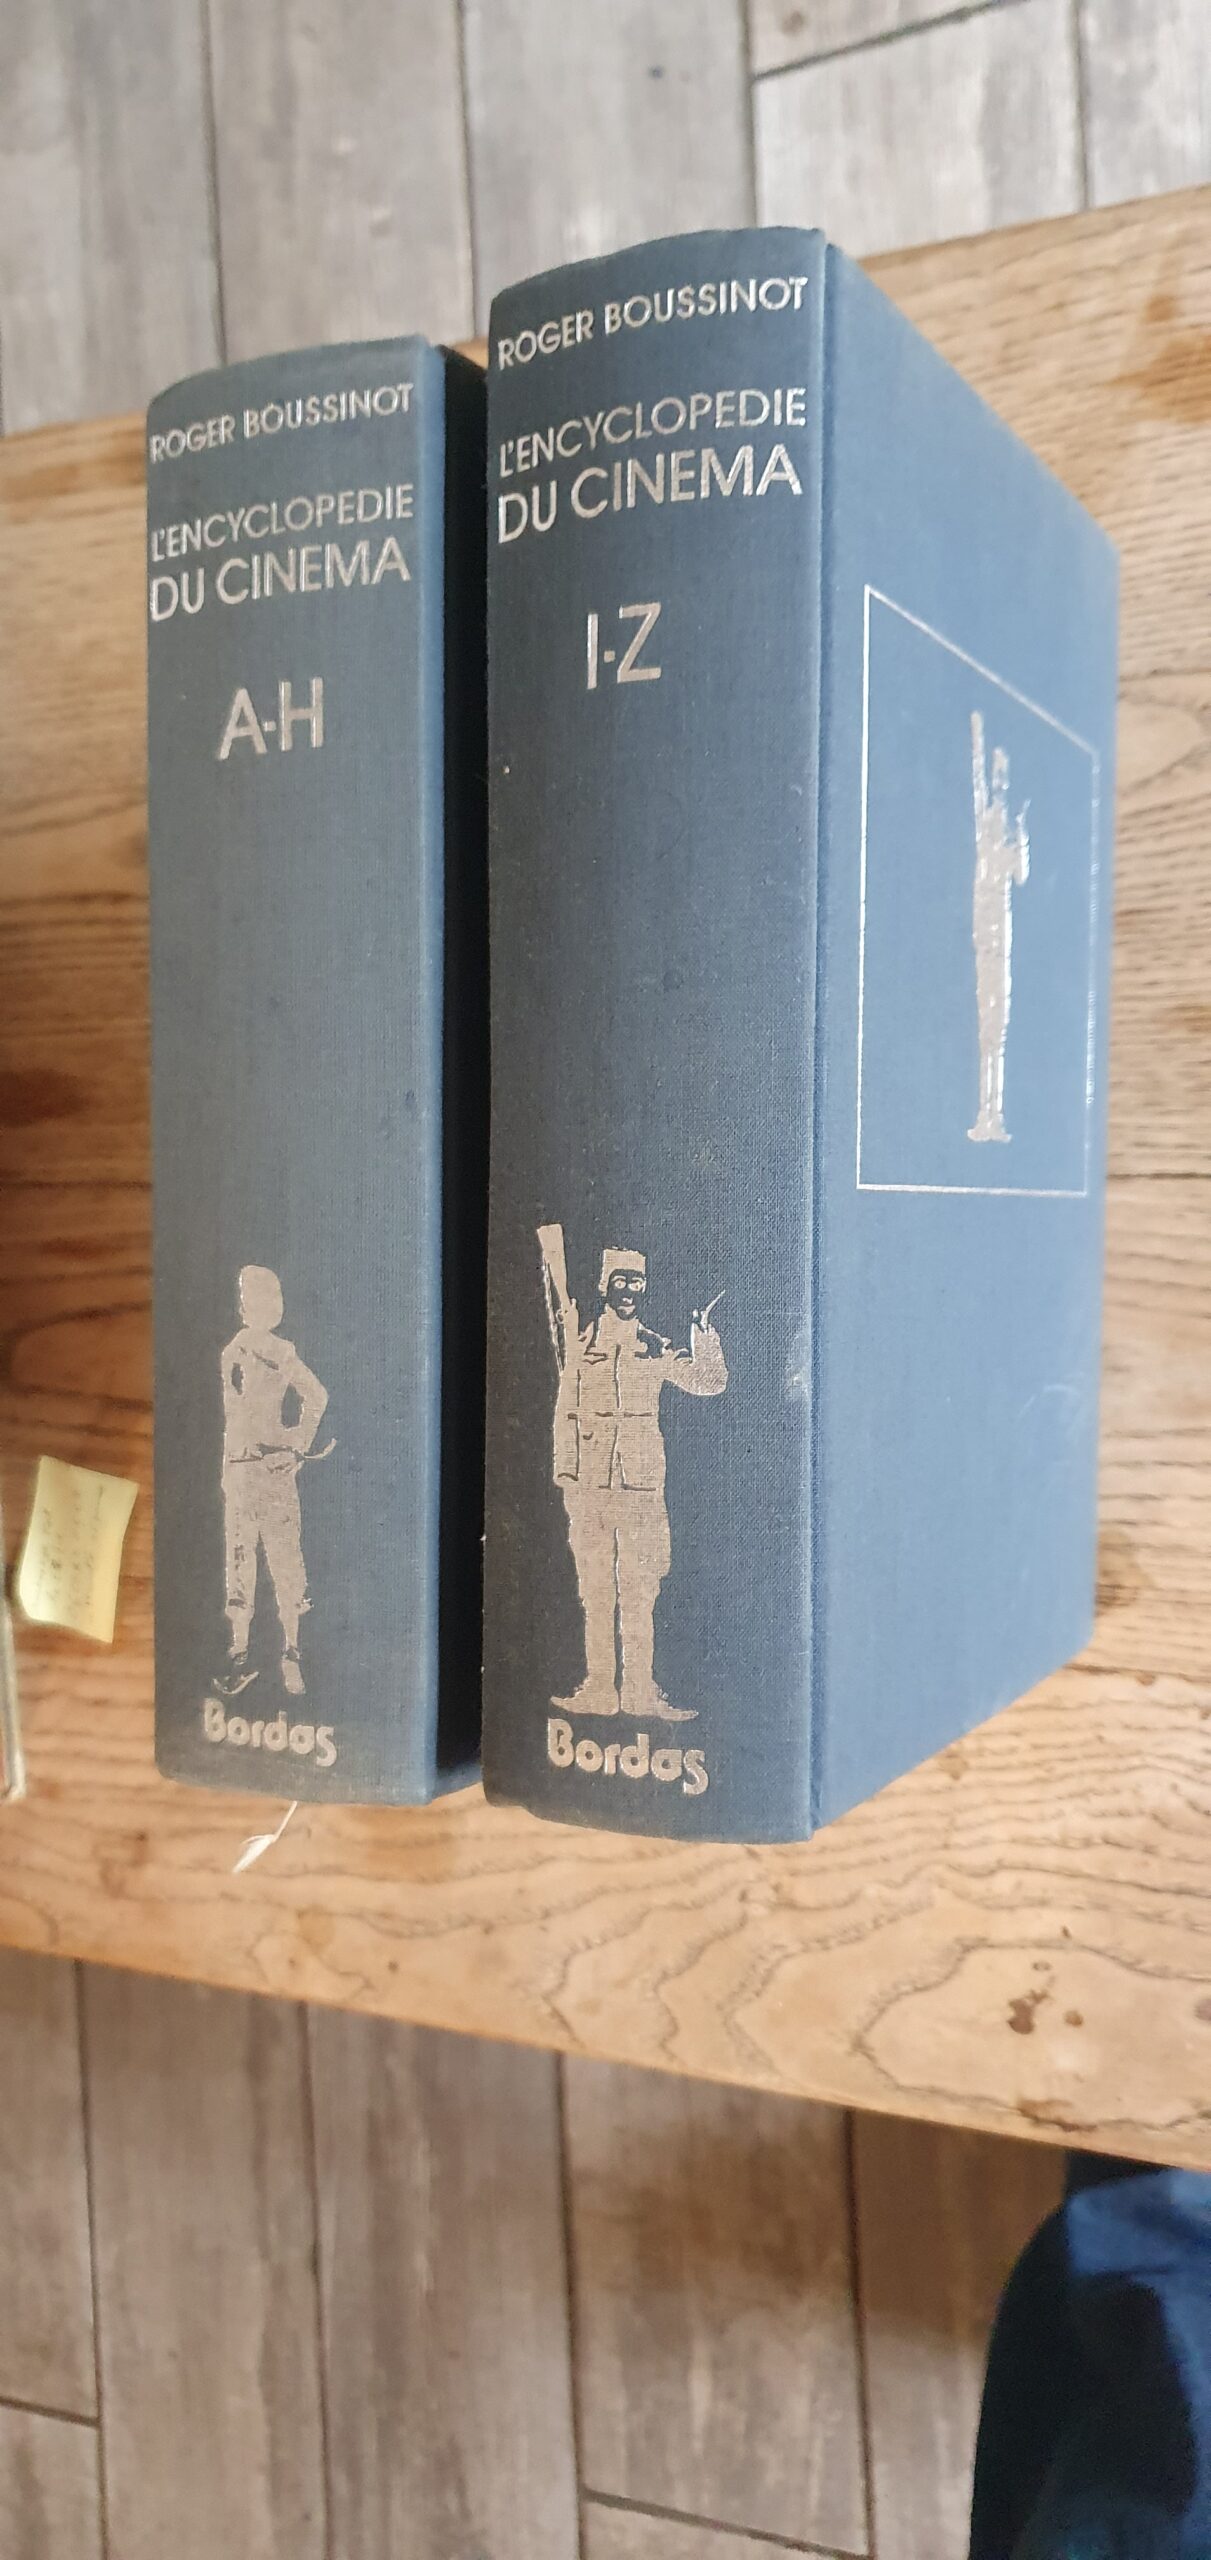 ROGER BOUSSINOT
L'ENCYCLOPEDIE
DU CINEMA
A-H
Bordas
ROGER BOUSSINOT
L'ENCYCLOPEDIE
DU CINEMA
I-Z
Bordas